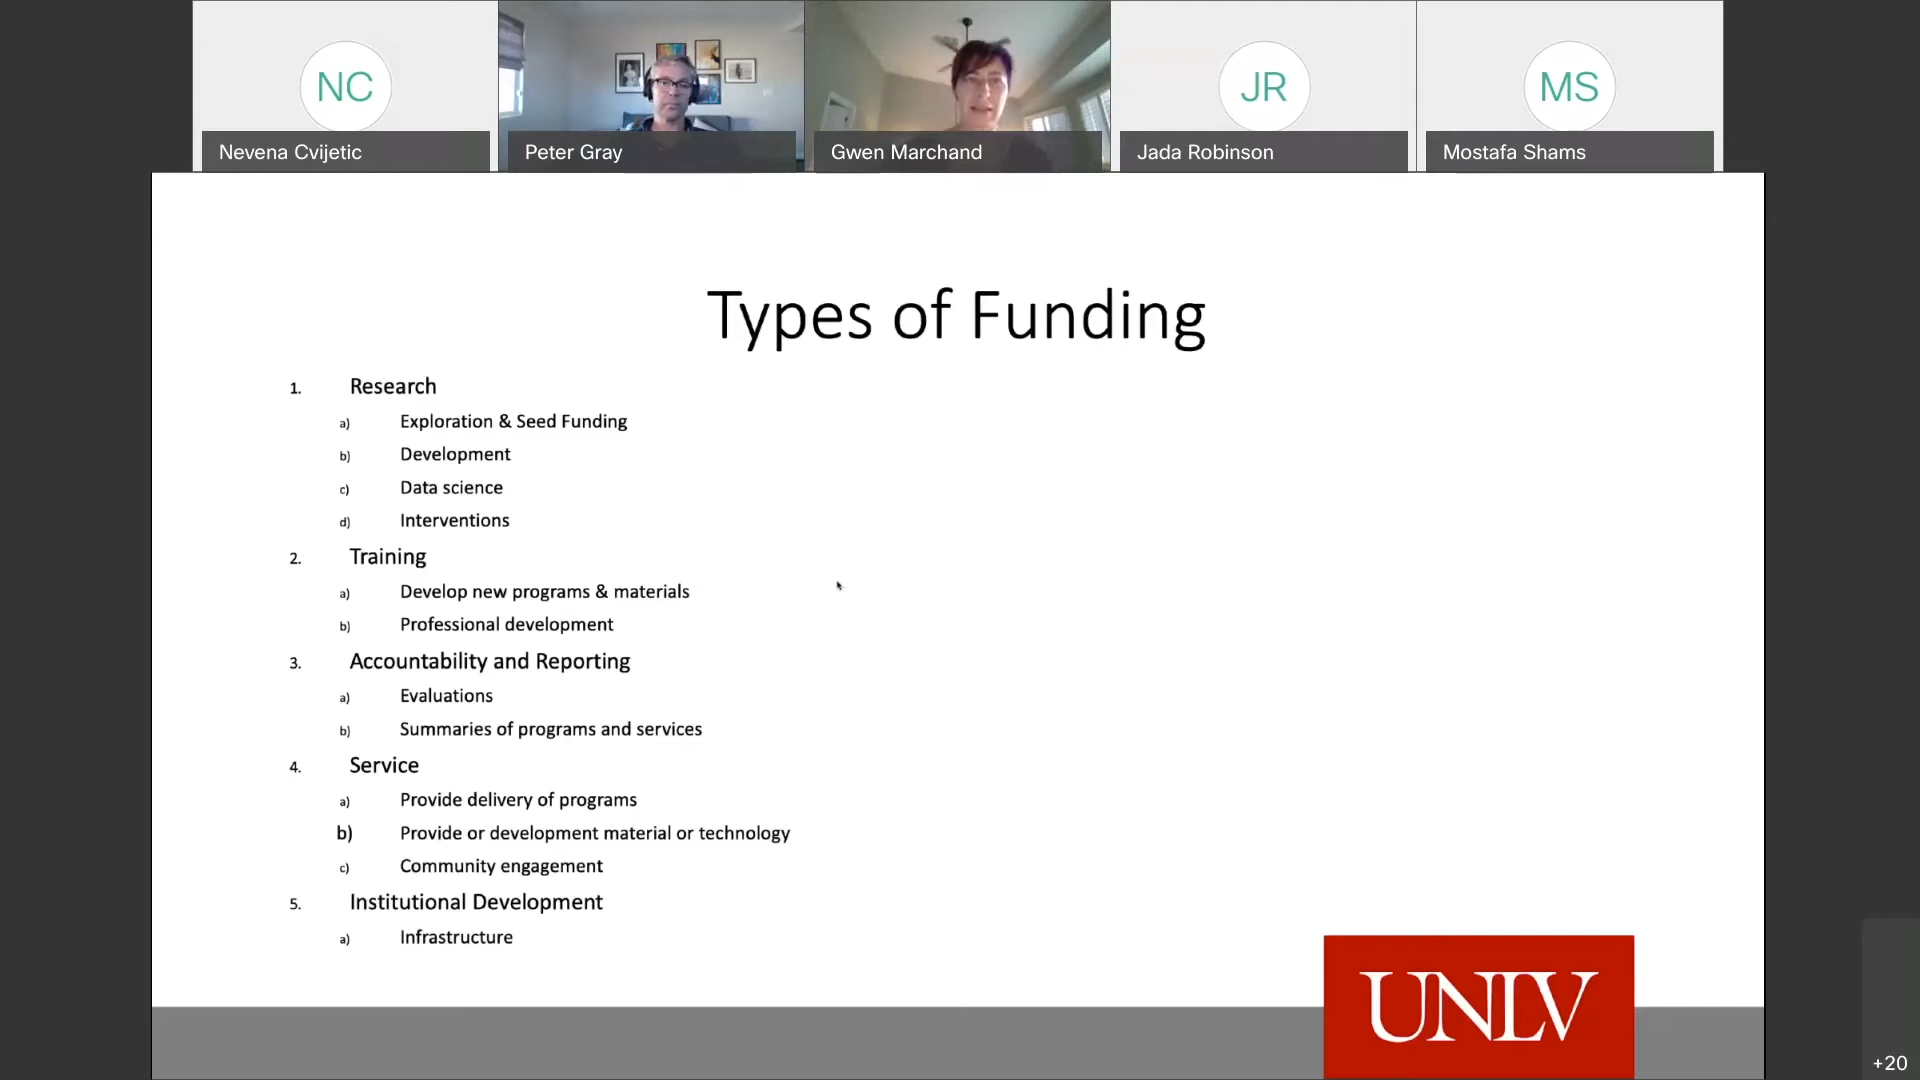 NC
JR
MS
Nevena Cvijetic
Peter Gray
Gwen Marchand
Jada Robinson
Mostafa Shams
Types of Funding
1. Research
a) Exploration & Seed Funding
b) Development
c) Data science
d) Interventions
2. Training
a) Develop new programs & materials
b) Professional development
3. Accountability and Reporting
a) Evaluations
b) Summaries of programs and services
4. Service
a) Provide delivery of programs
b) Provide or development material or technology
c) Community engagement
5. Institutional Development
a) Infrastructure
UNLV
+20